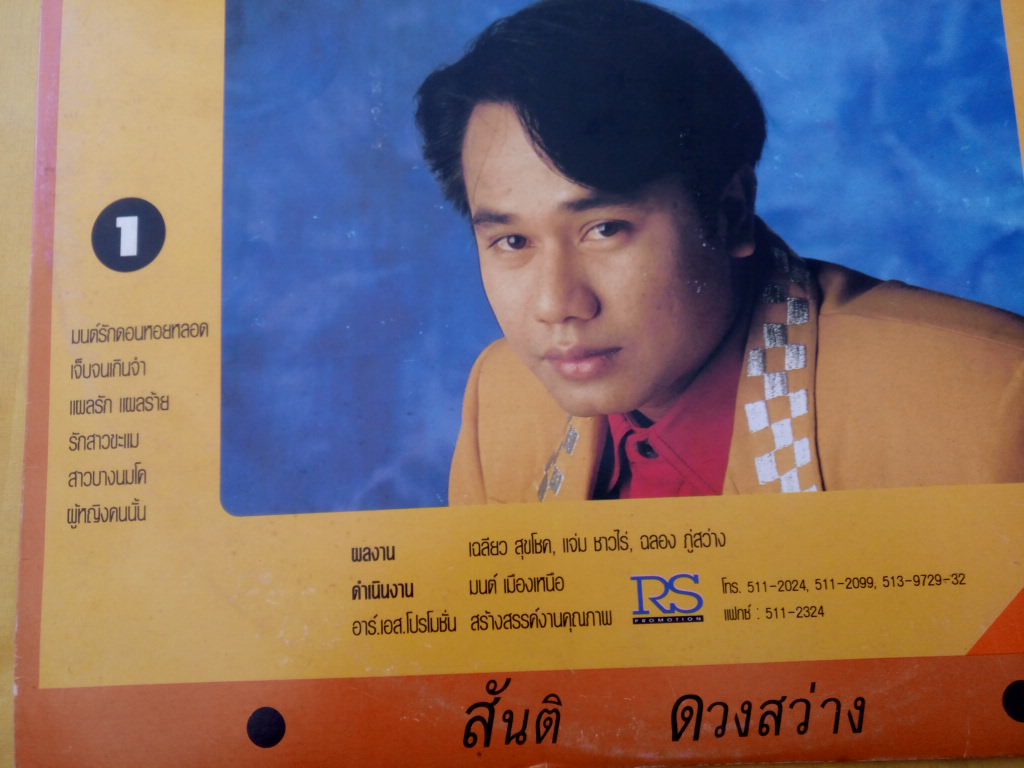 1
มนต์รักดอนหอยหลอด
เจ็บจนเกินจำ
แผลรัก แผลร้าย
รักสาวขะแม
สาวบางนมโค
ผู้หญิงคนนั้น
ผลงาน เฉลียว สุขโชค, แจ่ม ชาวไร่, ฉลอง ภู่สว่าง
ดำเนินงาน มนต์ เมืองเหนือ
อาร์.เอส.โปรโมชั่น สร้างสรรค์งานคุณภาพ
RS
PROMOTION
โทร. 511-2024, 511-2099, 513-9729-32
แฟกซ์ : 511-2324
สันติ ดวงสว่าง